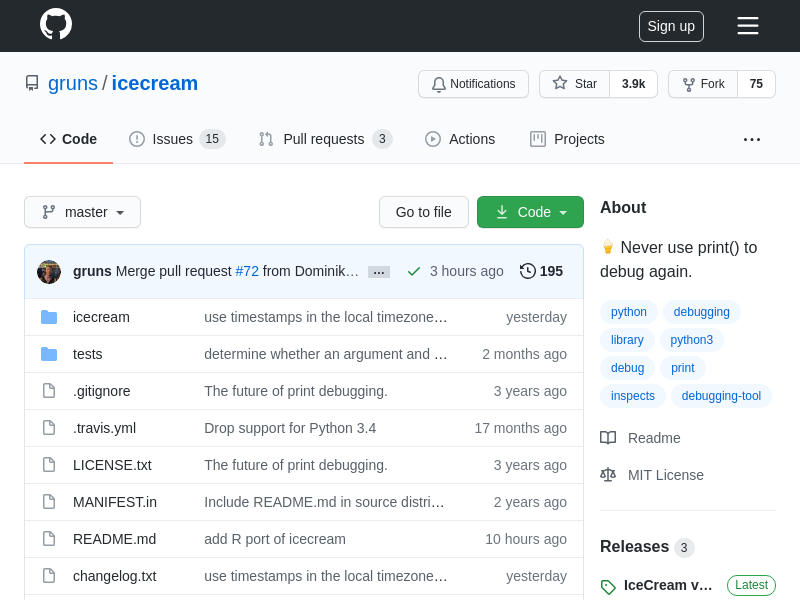 Sign up
gruns / icecream
Notifications Star 3.9k Fork 75
Code Issues 15 Pull requests 3 Actions Projects ...
master Go to file Code
gruns Merge pull request #72 from Dominik… ... 3 hours ago 195
icecream use timestamps in the local timezone… yesterday
tests determine whether an argument and … 2 months ago
.gitignore The future of print debugging. 3 years ago
.travis.yml Drop support for Python 3.4 17 months ago
LICENSE.txt The future of print debugging. 3 years ago
MANIFEST.in Include README.md in source distri… 2 years ago
README.md add R port of icecream 10 hours ago
changelog.txt use timestamps in the local timezone… yesterday
About
🍦 Never use print() to
debug again.
python debugging
library python3
debug print
inspects debugging-tool
Readme
MIT License
Releases 3
IceCream v… Latest